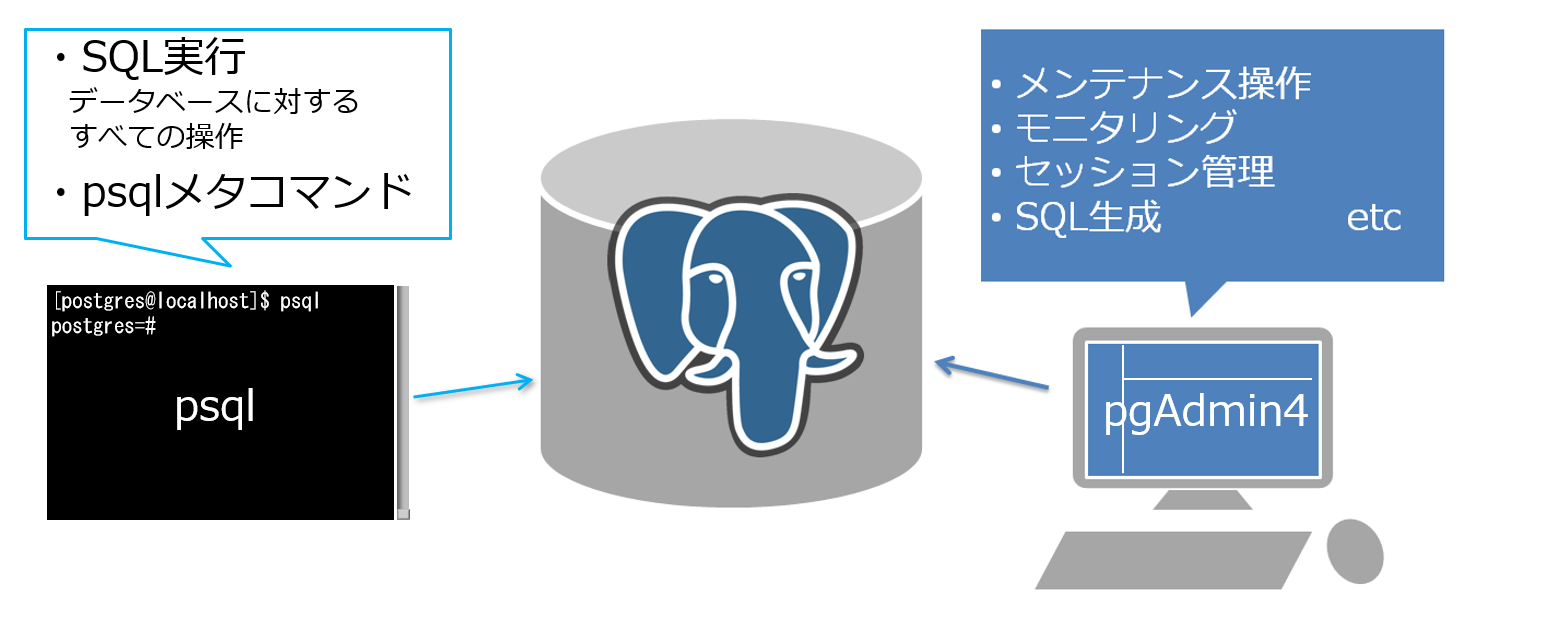 ・SQL実行
データベースに対する
すべての操作
・psqlメタコマンド
[postgres@localhost]$ psql
postgres=#
psql
・メンテナンス操作
・モニタリング
・セッション管理
・SQL生成 etc
pgAdmin4